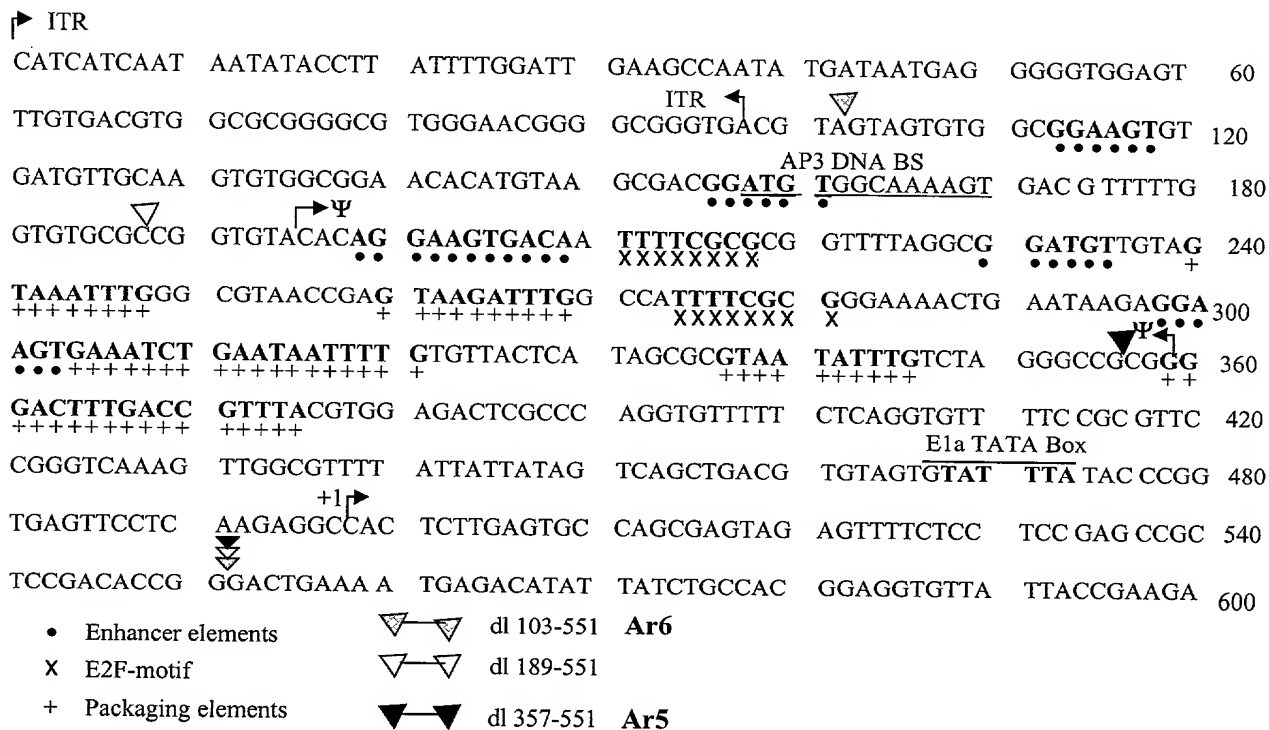 ITR
CATCATCAAT AATATACCTT ATTTTGGATT GAAGCCAATA TGATAATGAG GGGGTGGAGT 60
ITR
TTGTGACGTG GCGCGGGGCG TGGGAACGGG GCGGGTGACG TAGTAGTGTG GCGGAAGTGT 120
AP3 DNA BS
GATGTTGCAA GTGTGGCGGA ACACATGTAA GCGACGGATG TGGCAAAAGT GAC G TTTTTG 180
Ψ
GTGTGCGCCG GTGTACACAG GAAGTGACAA TTTTCGCGCG GTTTTAGGCG GATGTTGTAG 240
XXXXXXXX +
TAAATTTGGG CGTAACCGAG TAAGATTTGG CCATTTTCGC GGGAAAACTG AATAAGAGGA 300
++++++++ + +++++++++ XXXXXXX X
Ψ
AGTGAAATCT GAATAATTTT GTGTTACTCA TAGCGCGTAA TATTTGTCTA GGGCCGCGGG 360
+++++++ ++++++++++ + ++++ ++++++ ++
GACTTTGACC GTTTACGTGG AGACTCGCCC AGGTGTTTTT CTCAGGTGTT TTC CGC GTTC 420
++++++++++ +++++
E1a TATA Box
CGGGTCAAAG TTGGCGTTTT ATTATTATAG TCAGCTGACG TGTAGTGTAT TTA TAC CCGG 480
+1
TGAGTTCCTC AAGAGGCCAC TCTTGAGTGC CAGCGAGTAG AGTTTTCTCC TCC GAG CCGC 540
TCCGACACCG GGACTGAAAA TGAGACATAT TATCTGCCAC GGAGGTGTTA TTACCGAAGA 600
• Enhancer elements dl 103-551 Ar6
X E2F-motif dl 189-551
+ Packaging elements dl 357-551 Ar5